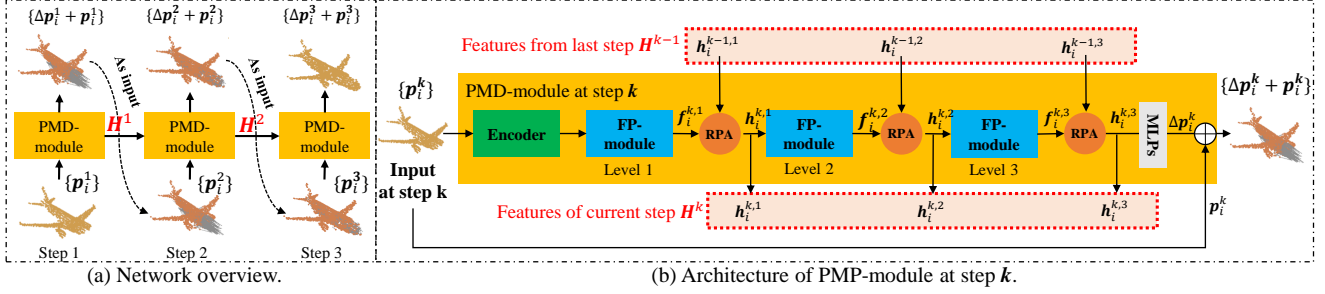 {Δp_i^1 + p_i^1} {Δp_i^2 + p_i^2} {Δp_i^3 + p_i^3}
As input As input
PMD-module H^1 PMD-module H^2 PMD-module
{p_i^1} {p_i^2} {p_i^3}
Step 1 Step 2 Step 3
(a) Network overview.
Features from last step H^{k-1} h_i^{k-1,1} h_i^{k-1,2} h_i^{k-1,3}
{p_i^k} PMD-module at step k {Δp_i^k + p_i^k}
Encoder FP-module f_i^{k,1} RPA h_i^{k,1} FP-module f_i^{k,2} RPA h_i^{k,2} FP-module f_i^{k,3} RPA h_i^{k,3} MLPs Δp_i^k
Level 1 Level 2 Level 3
Input at step k
Features of current step H^k h_i^{k,1} h_i^{k,2} h_i^{k,3} p_i^k
(b) Architecture of PMP-module at step k.